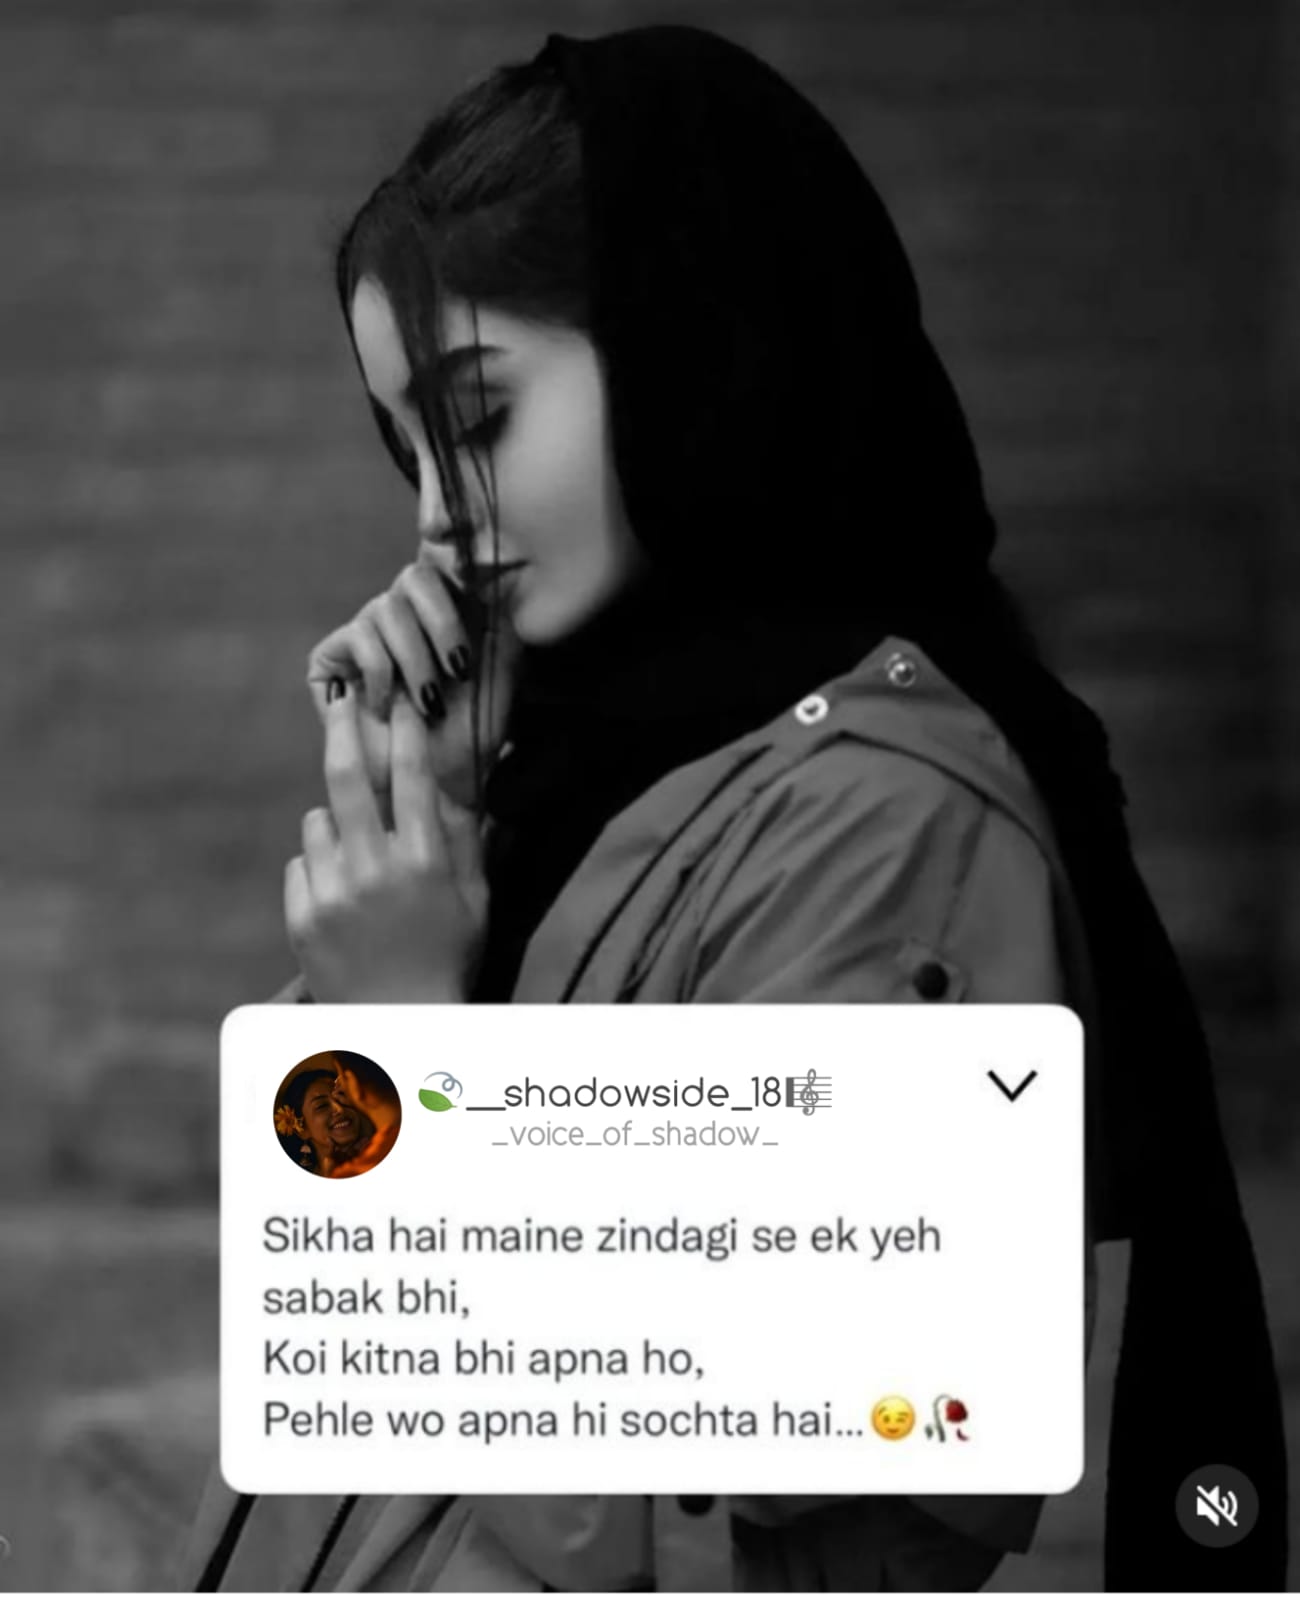 🍃__shadowside_18🎼
_voice_of_shadow_
Sikha hai maine zindagi se ek yeh
sabak bhi,
Koi kitna bhi apna ho,
Pehle wo apna hi sochta hai...😉🥀